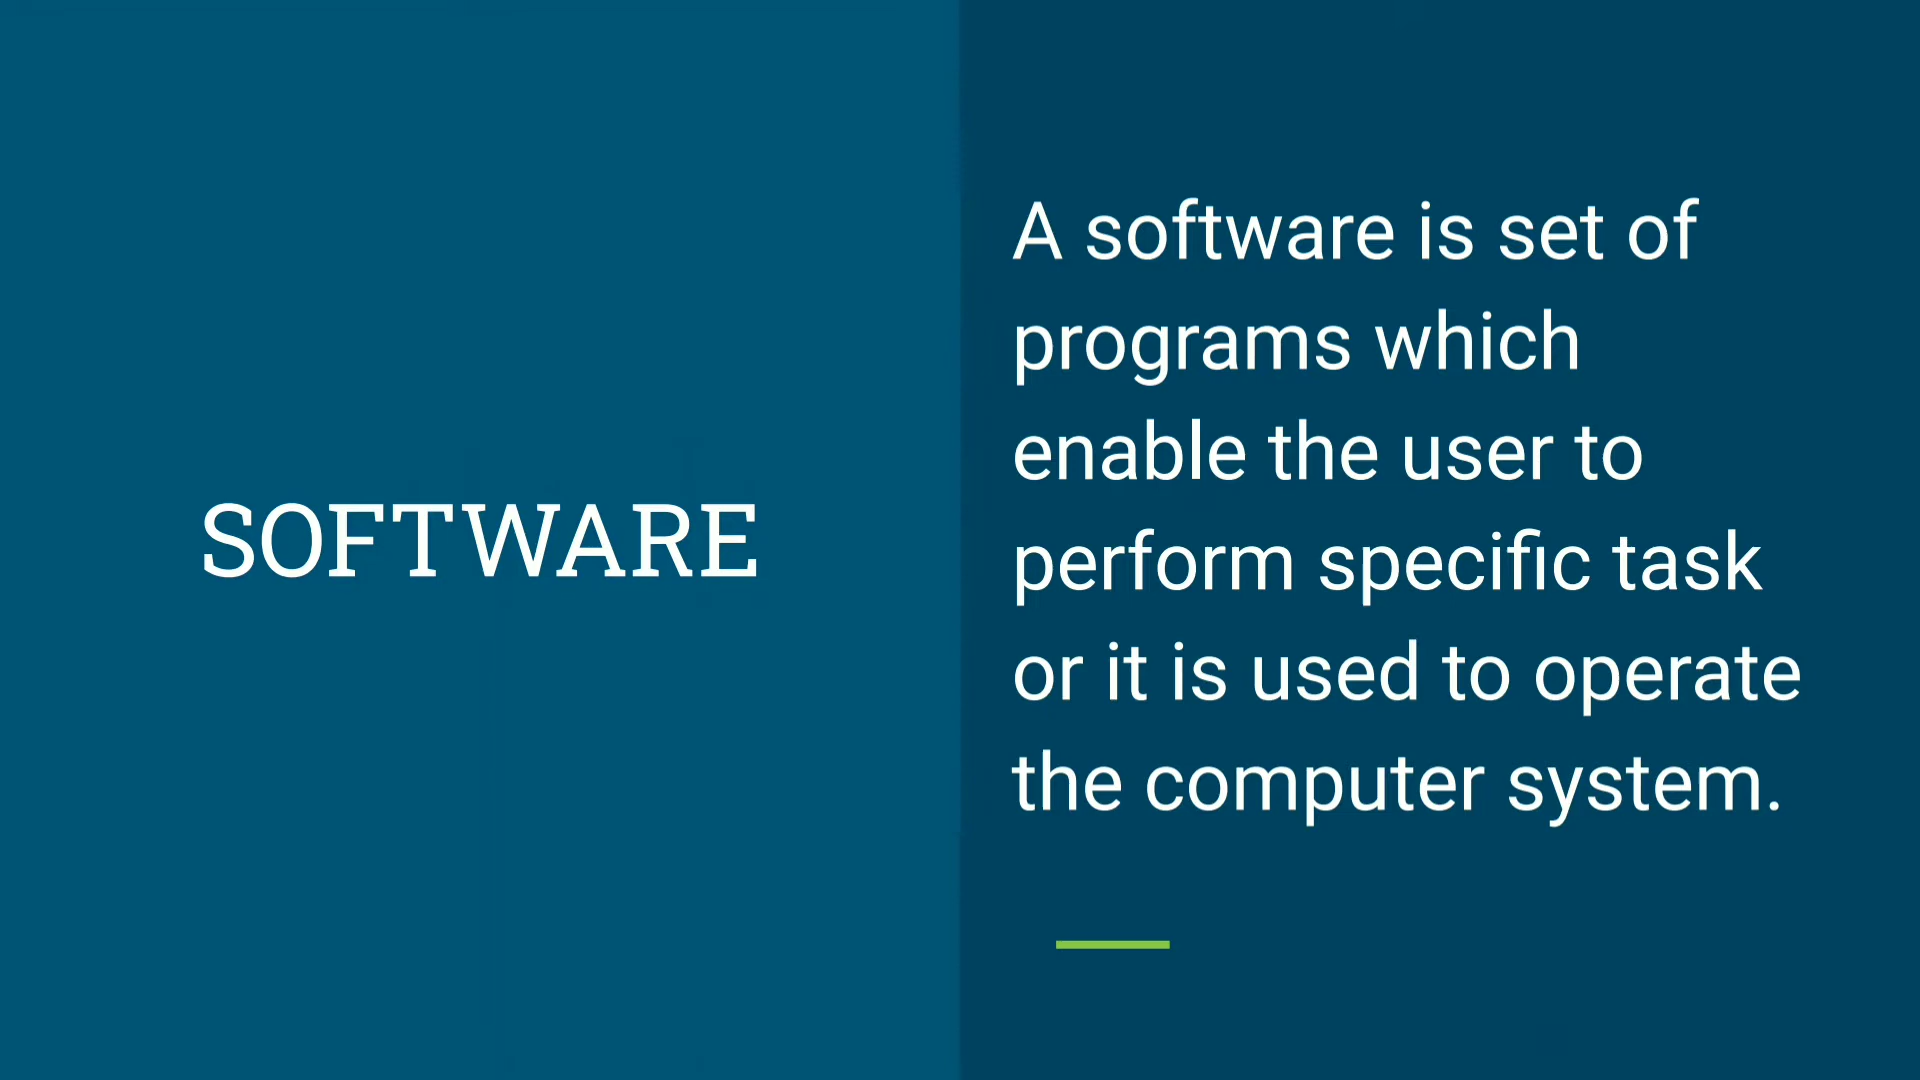 SOFTWARE
A software is set of
programs which
enable the user to
perform specific task
or it is used to operate
the computer system.